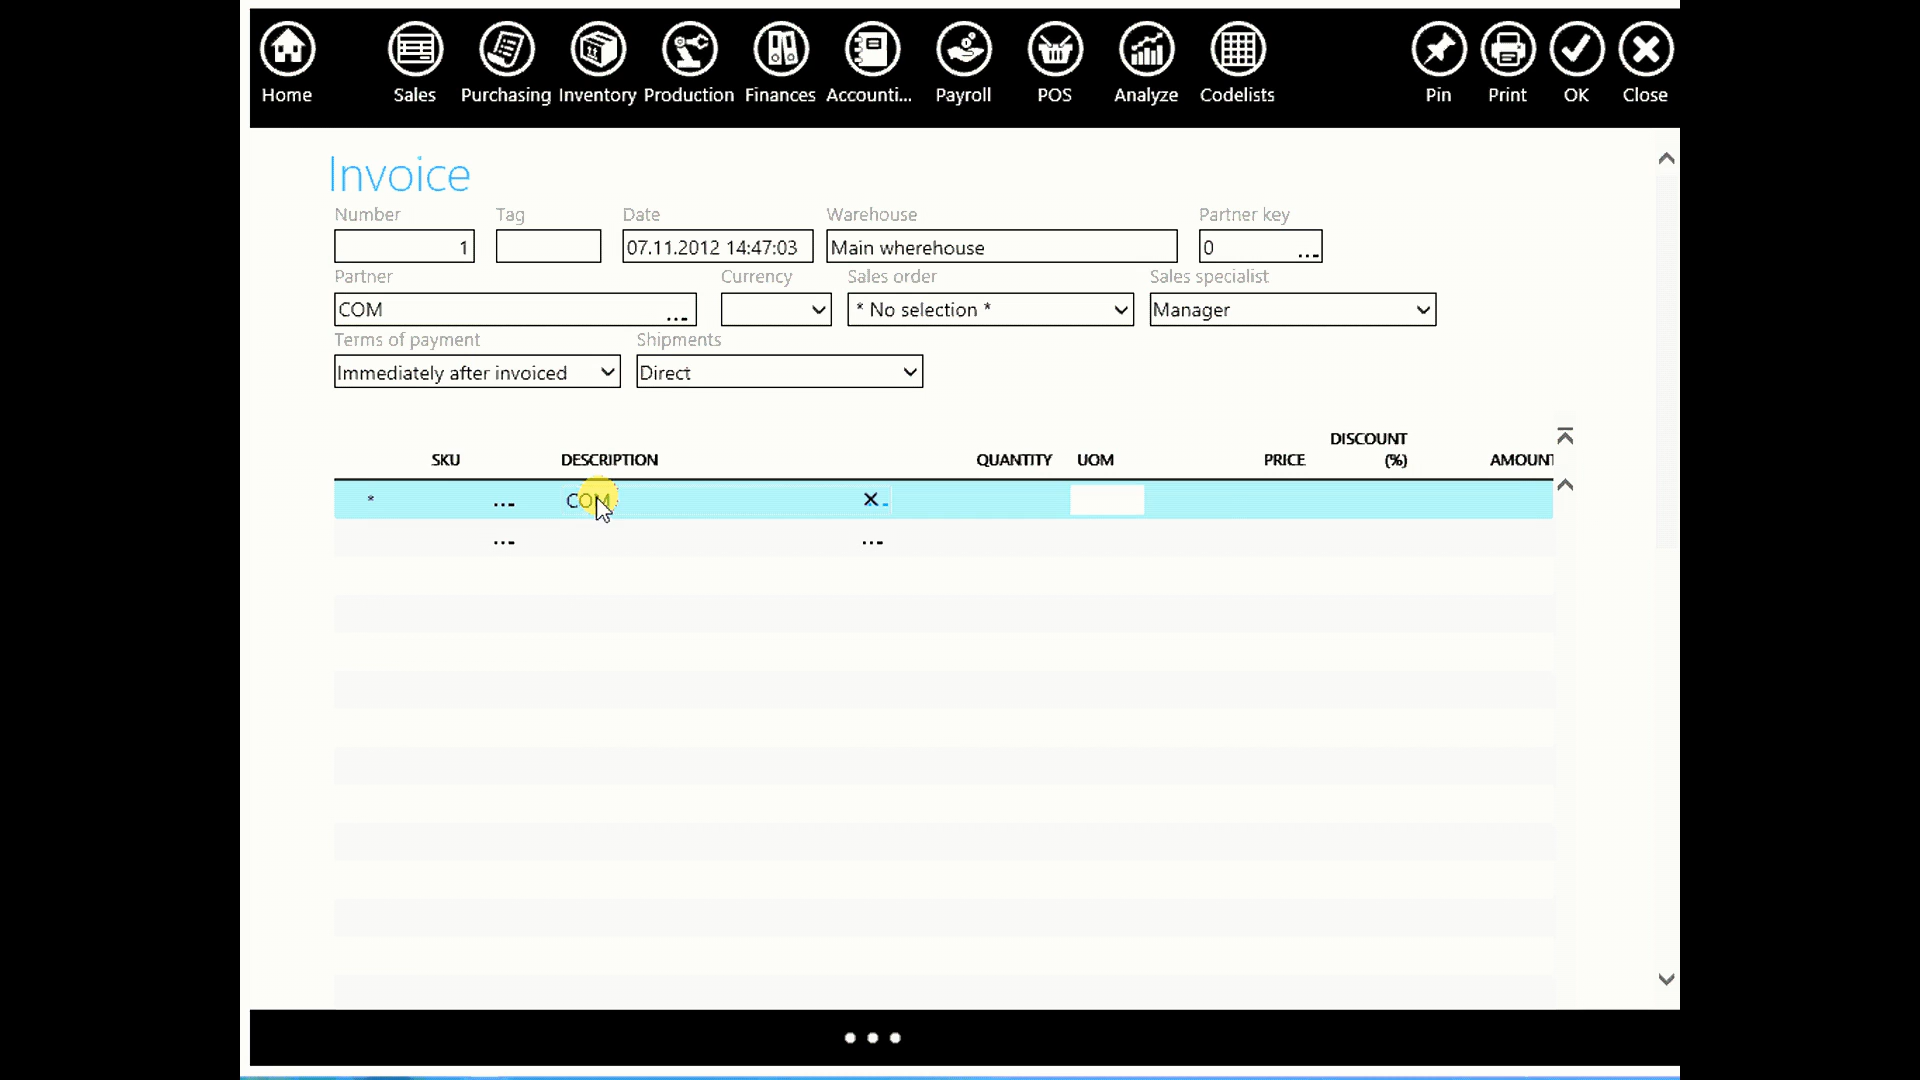 Home Sales Purchasing Inventory Production Finances Accounti... Payroll POS Analyze Codelists Pin Print OK Close
Invoice
Number Tag Date Warehouse Partner key
1 07.11.2012 14:47:03 Main wherehouse 0 ...
Partner Currency Sales order Sales specialist
COM ... * No selection * Manager
Terms of payment Shipments
Immediately after invoiced Direct
SKU DESCRIPTION QUANTITY UOM PRICE DISCOUNT (%) AMOUNT
* ... COM
... ...